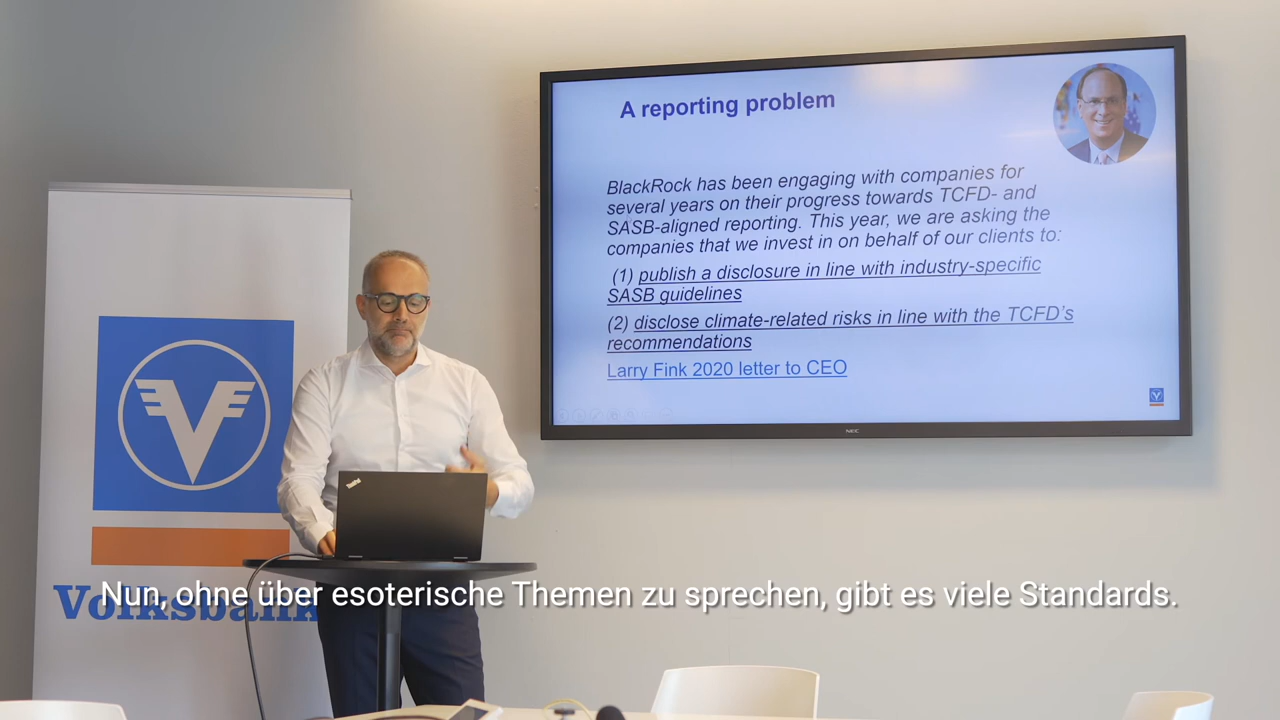 A reporting problem
BlackRock has been engaging with companies for
several years on their progress towards TCFD- and
SASB-aligned reporting. This year, we are asking the
companies that we invest in on behalf of our clients to:
(1) publish a disclosure in line with industry-specific
SASB guidelines
(2) disclose climate-related risks in line with the TCFD's
recommendations
Larry Fink 2020 letter to CEO
NEC
ThinkPad
Volksbank
Nun, ohne über esoterische Themen zu sprechen, gibt es viele Standards.